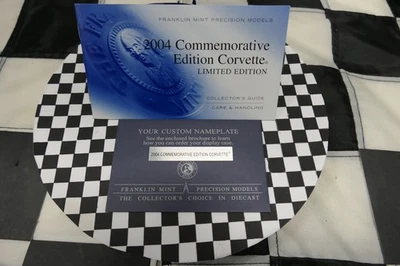 FRANKLIN MINT PRECISION MODELS
2004 Commemorative
Edition Corvette®
LIMITED EDITION
COLLECTOR'S GUIDE
CARE & HANDLING
YOUR CUSTOM NAMEPLATE
See the enclosed brochure to learn
how you can order your display case.
2004 COMMEMORATIVE EDITION CORVETTE™
FRANKLIN MINT PRECISION MODELS
THE COLLECTOR'S CHOICE IN DIECAST